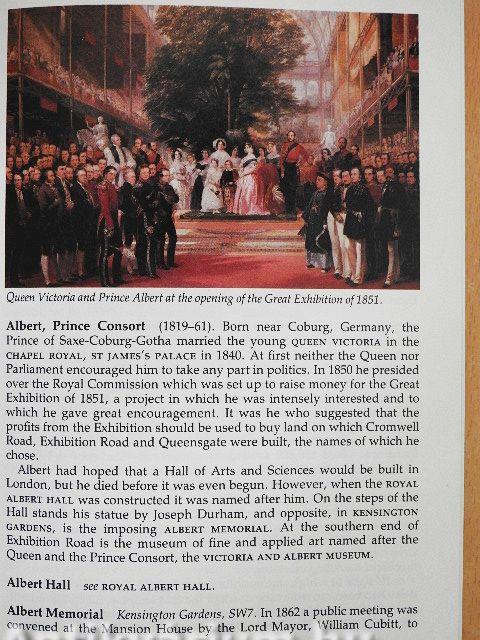 Queen Victoria and Prince Albert at the opening of the Great Exhibition of 1851.
Albert, Prince Consort (1819–61). Born near Coburg, Germany, the
Prince of Saxe-Coburg-Gotha married the young QUEEN VICTORIA in the
CHAPEL ROYAL, ST JAMES'S PALACE in 1840. At first neither the Queen nor
Parliament encouraged him to take any part in politics. In 1850 he presided
over the Royal Commission which was set up to raise money for the Great
Exhibition of 1851, a project in which he was intensely interested and to
which he gave great encouragement. It was he who suggested that the
profits from the Exhibition should be used to buy land on which Cromwell
Road, Exhibition Road and Queensgate were built, the names of which he
chose.
Albert had hoped that a Hall of Arts and Sciences would be built in
London, but he died before it was even begun. However, when the ROYAL
ALBERT HALL was constructed it was named after him. On the steps of the
Hall stands his statue by Joseph Durham, and opposite, in KENSINGTON
GARDENS, is the imposing ALBERT MEMORIAL. At the southern end of
Exhibition Road is the museum of fine and applied art named after the
Queen and the Prince Consort, the VICTORIA AND ALBERT MUSEUM.
Albert Hall see ROYAL ALBERT HALL.
Albert Memorial Kensington Gardens, SW7. In 1862 a public meeting was
convened at the Mansion House by the Lord Mayor, William Cubitt, to